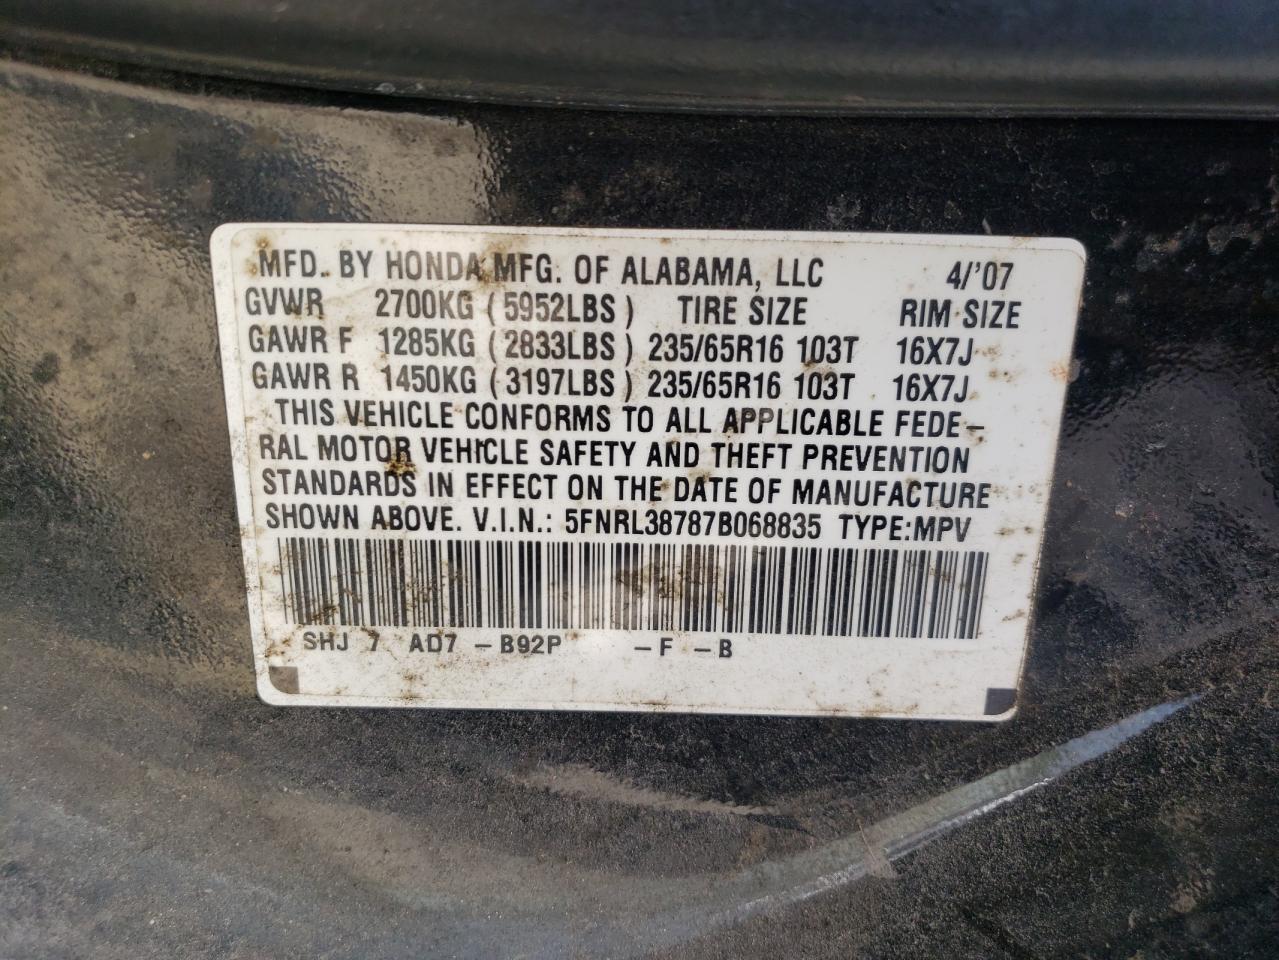 MFD. BY HONDA MFG. OF ALABAMA, LLC 4/'07
GVWR 2700KG (5952LBS) TIRE SIZE RIM SIZE
GAWR F 1285KG (2833LBS) 235/65R16 103T 16X7J
GAWR R 1450KG (3197LBS) 235/65R16 103T 16X7J
THIS VEHICLE CONFORMS TO ALL APPLICABLE FEDE-
RAL MOTOR VEHICLE SAFETY AND THEFT PREVENTION
STANDARDS IN EFFECT ON THE DATE OF MANUFACTURE
SHOWN ABOVE. V.I.N.: 5FNRL38787B068835 TYPE:MPV
SHJ 7 AD7 -B92P -F -B